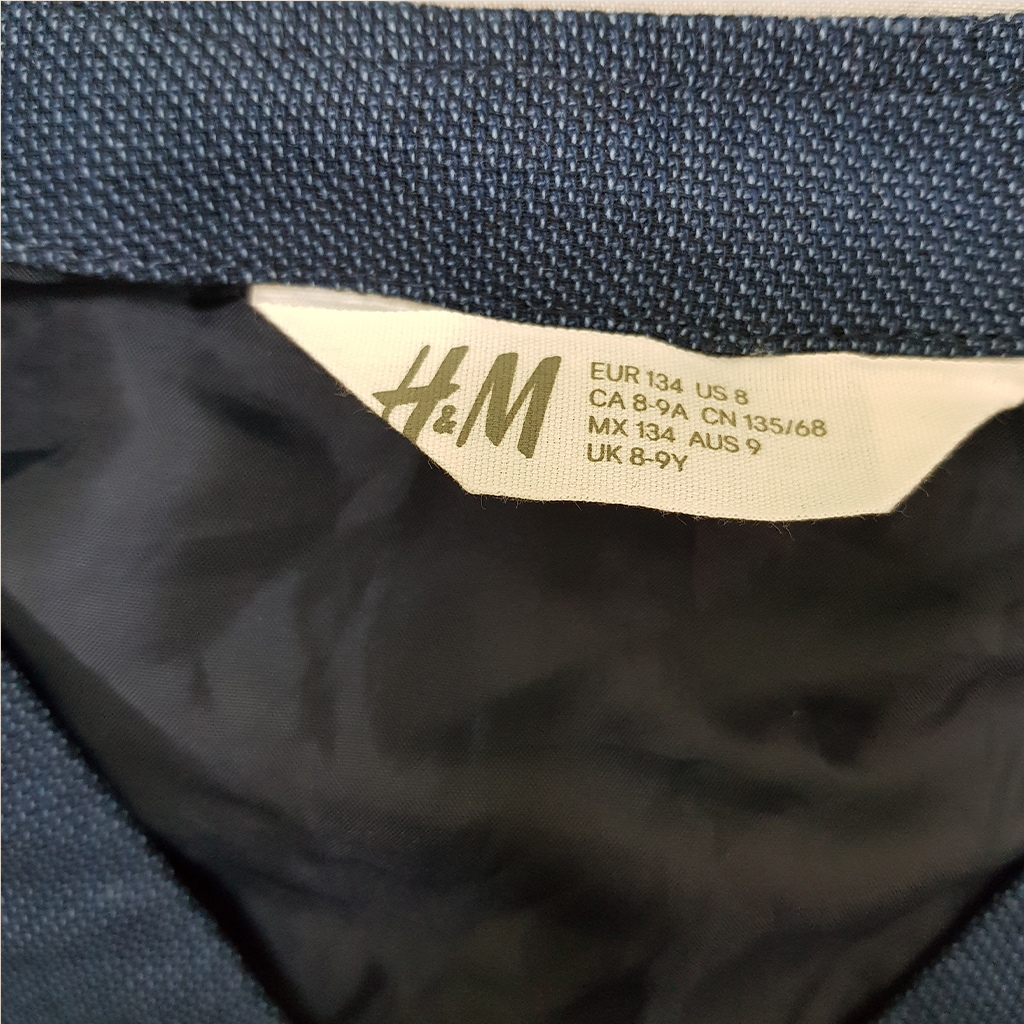 H&M
EUR 134 US 8
CA 8-9A CN 135/68
MX 134 AUS 9
UK 8-9Y